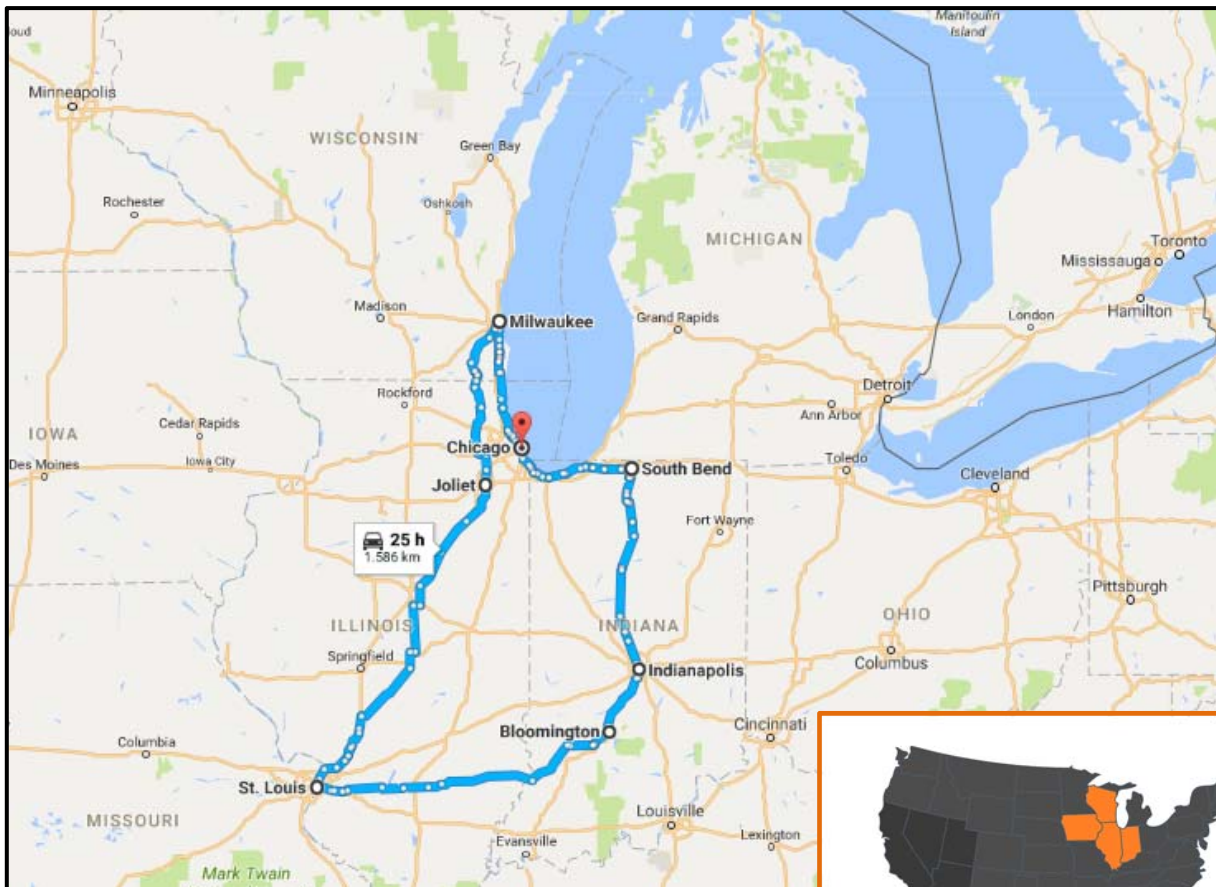 Manitoulin
Island
oud
Minneapolis
WISCONSIN
Green Bay
Rochester
Oshkosh
MICHIGAN
Toronto
Mississauga
Hamilton
Madison
Milwaukee
Grand Rapids
London
Detroit
Rockford
Ann Arbor
Cedar Rapids
IOWA
Chicago
Iowa City
Des Moines
South Bend
Toledo
Cleveland
Joliet
Fort Wayne
25 h
1.586 km
Pittsburgh
ILLINOIS
INDIANA
OHIO
Springfield
Columbus
Indianapolis
Bloomington
Cincinnati
Columbia
St. Louis
MISSOURI
Louisville
Evansville
Lexington
Mark Twain